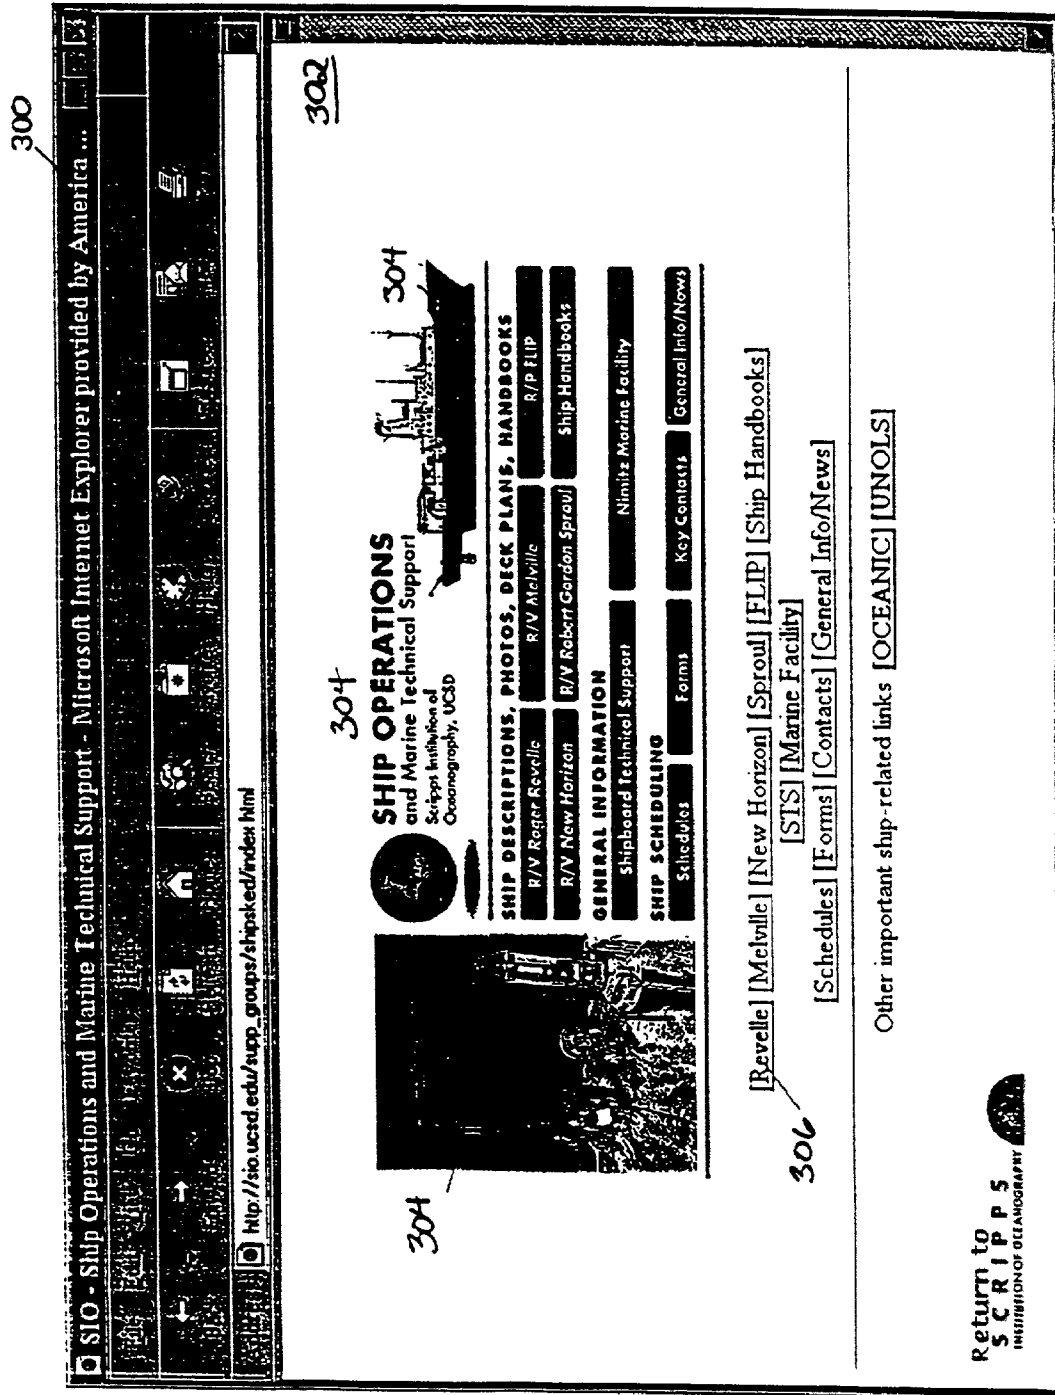 300
SIO - Ship Operations and Marine Technical Support - Microsoft Internet Explorer provided by America ...
http://sio.ucsd.edu/supp_groups/shipsked/index.html
302
304
SHIP OPERATIONS
and Marine Technical Support
Scripps Institution of
Oceanography, UCSD
304
SHIP DESCRIPTIONS, PHOTOS, DECK PLANS, HANDBOOKS
R/V Roger Revelle R/V Melville R/P FLIP
R/V New Horizon R/V Robert Gordon Sproul Ship Handbooks
GENERAL INFORMATION
Shipboard Technical Support Nimitz Marine Facility
SHIP SCHEDULING
Schedules Forms Key Contacts General Info/News
304
[Revelle] [Melville] [New Horizon] [Sproul] [FLIP] [Ship Handbooks]
306
[STS] [Marine Facility]
[Schedules] [Forms] [Contacts] [General Info/News]
Other important ship-related links [OCEANIC] [UNOLS]
Return to
SCRIPPS
INSTITUTION OF OCEANOGRAPHY